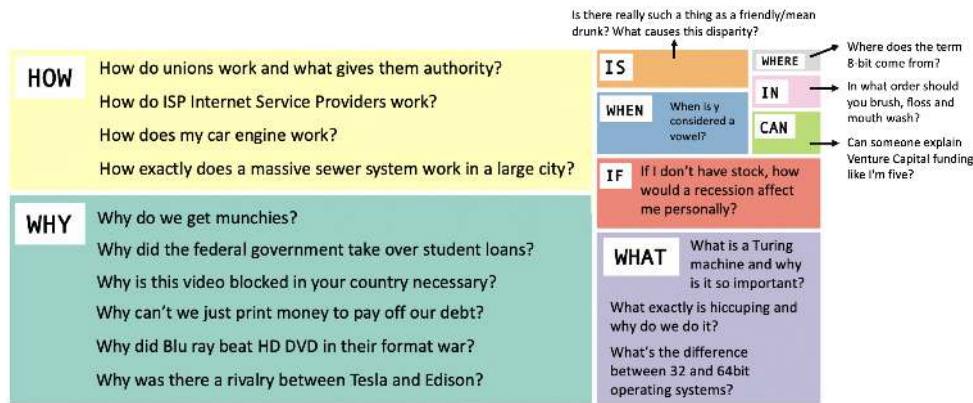 Is there really such a thing as a friendly/mean
drunk? What causes this disparity?
HOW
How do unions work and what gives them authority?
How do ISP Internet Service Providers work?
How does my car engine work?
How exactly does a massive sewer system work in a large city?
WHY
Why do we get munchies?
Why did the federal government take over student loans?
Why is this video blocked in your country necessary?
Why can't we just print money to pay off our debt?
Why did Blu ray beat HD DVD in their format war?
Why was there a rivalry between Tesla and Edison?
IS
WHERE
Where does the term
8-bit come from?
WHEN
When is y
considered a
vowel?
IN
In what order should
you brush, floss and
mouth wash?
CAN
Can someone explain
Venture Capital funding
like I'm five?
IF
If I don't have stock, how
would a recession affect
me personally?
WHAT
What is a Turing
machine and why
is it so important?
What exactly is hiccuping and
why do we do it?
What's the difference
between 32 and 64bit
operating systems?